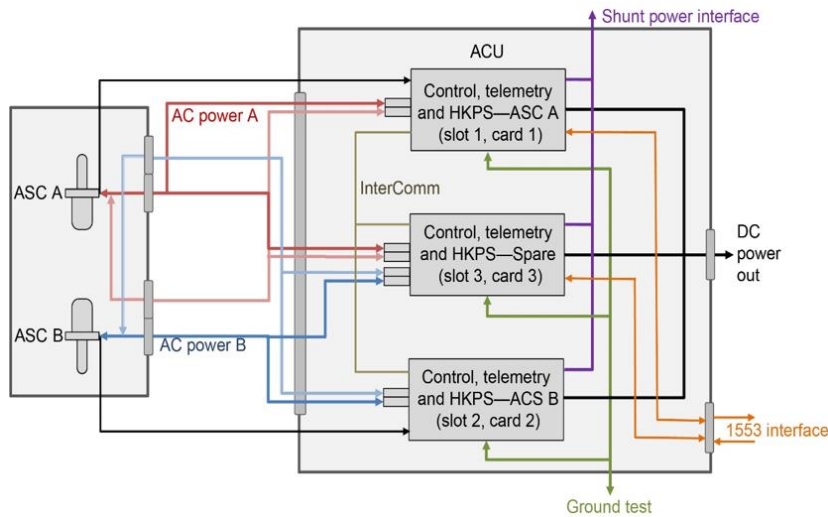 Shunt power interface
ACU
Control, telemetry
and HKPS—ASC A
(slot 1, card 1)
AC power A
InterComm
ASC A
Control, telemetry
and HKPS—Spare
(slot 3, card 3)
DC
power
out
ASC B
AC power B
Control, telemetry
and HKPS—ACS B
(slot 2, card 2)
1553 interface
Ground test